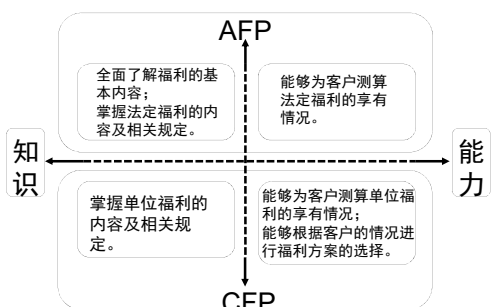 AFP
全面了解福利的基
本内容；
掌握法定福利的内
容及相关规定。
能够为客户测算
法定福利的享有
情况。
知
识
能
力
掌握单位福利的
内容及相关规
定。
能够为客户测算单位福
利的享有情况；
能够根据客户的情况进
行福利方案的选择。
CFP